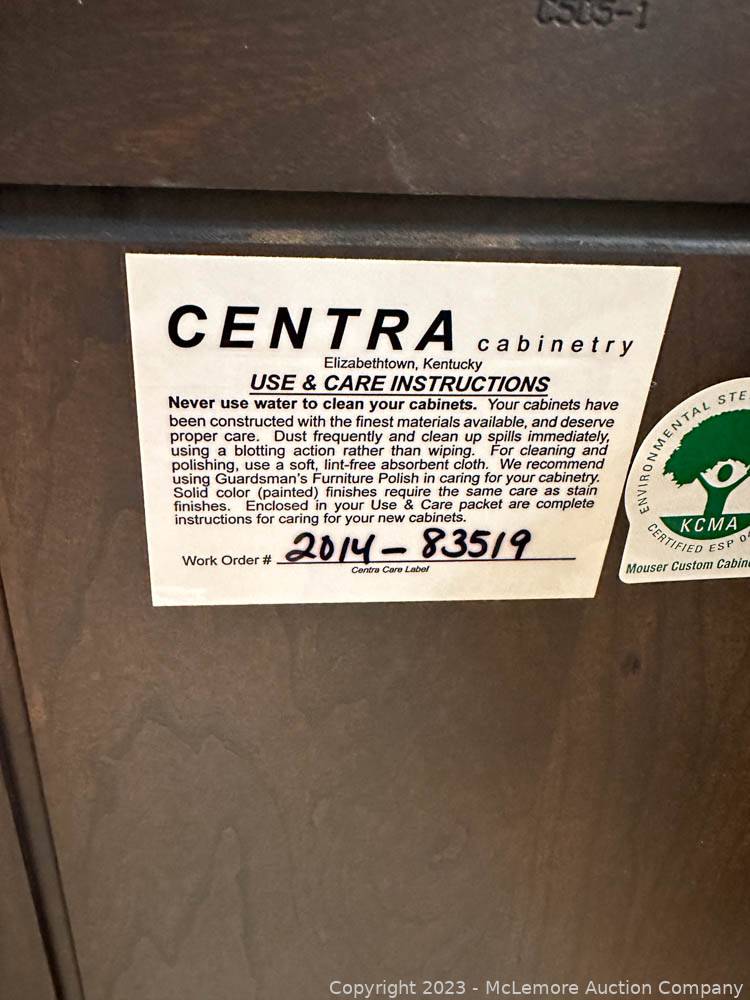 CENTRA cabinetry
Elizabethtown, Kentucky
USE & CARE INSTRUCTIONS
Never use water to clean your cabinets. Your cabinets have
been constructed with the finest materials available, and deserve
proper care. Dust frequently and clean up spills immediately,
using a blotting action rather than wiping. For cleaning and
polishing, use a soft, lint-free absorbent cloth. We recommend
using Guardsman's Furniture Polish in caring for your cabinetry.
Solid color (painted) finishes require the same care as stain
finishes. Enclosed in your Use & Care packet are complete
instructions for caring for your new cabinets.
Work Order # 2014-83519
Centra Care Label
ENVIRONMENTAL STE
KCMA
CERTIFIED ESP
Mouser Custom Cabin
Copyright 2023 - McLemore Auction Company